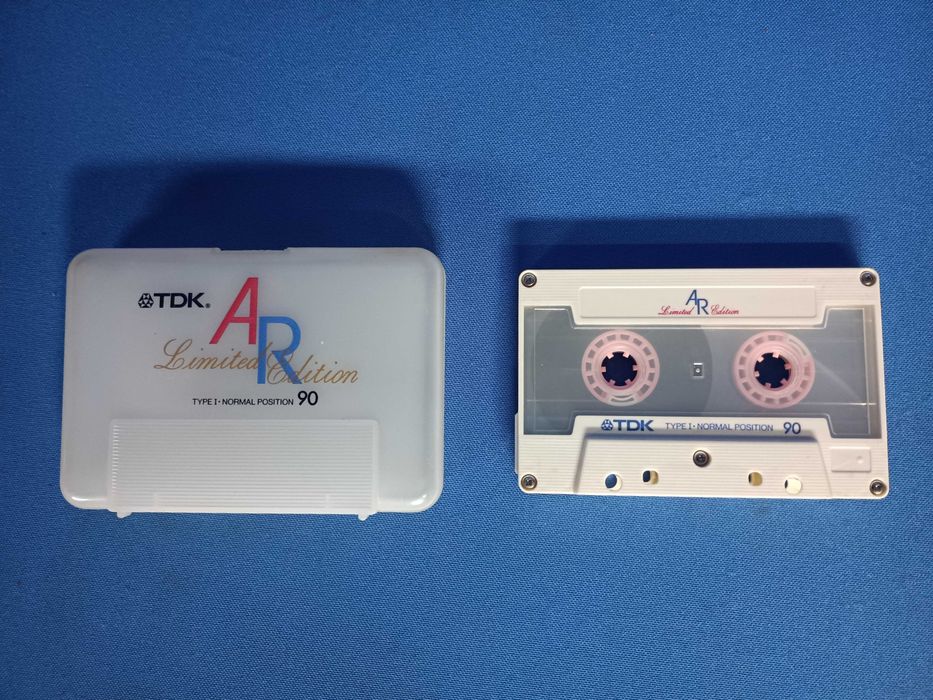 TDK®
AR
Limited Edition
TYPE I · NORMAL POSITION 90
AR
Limited Edition
TDK TYPE I · NORMAL POSITION 90